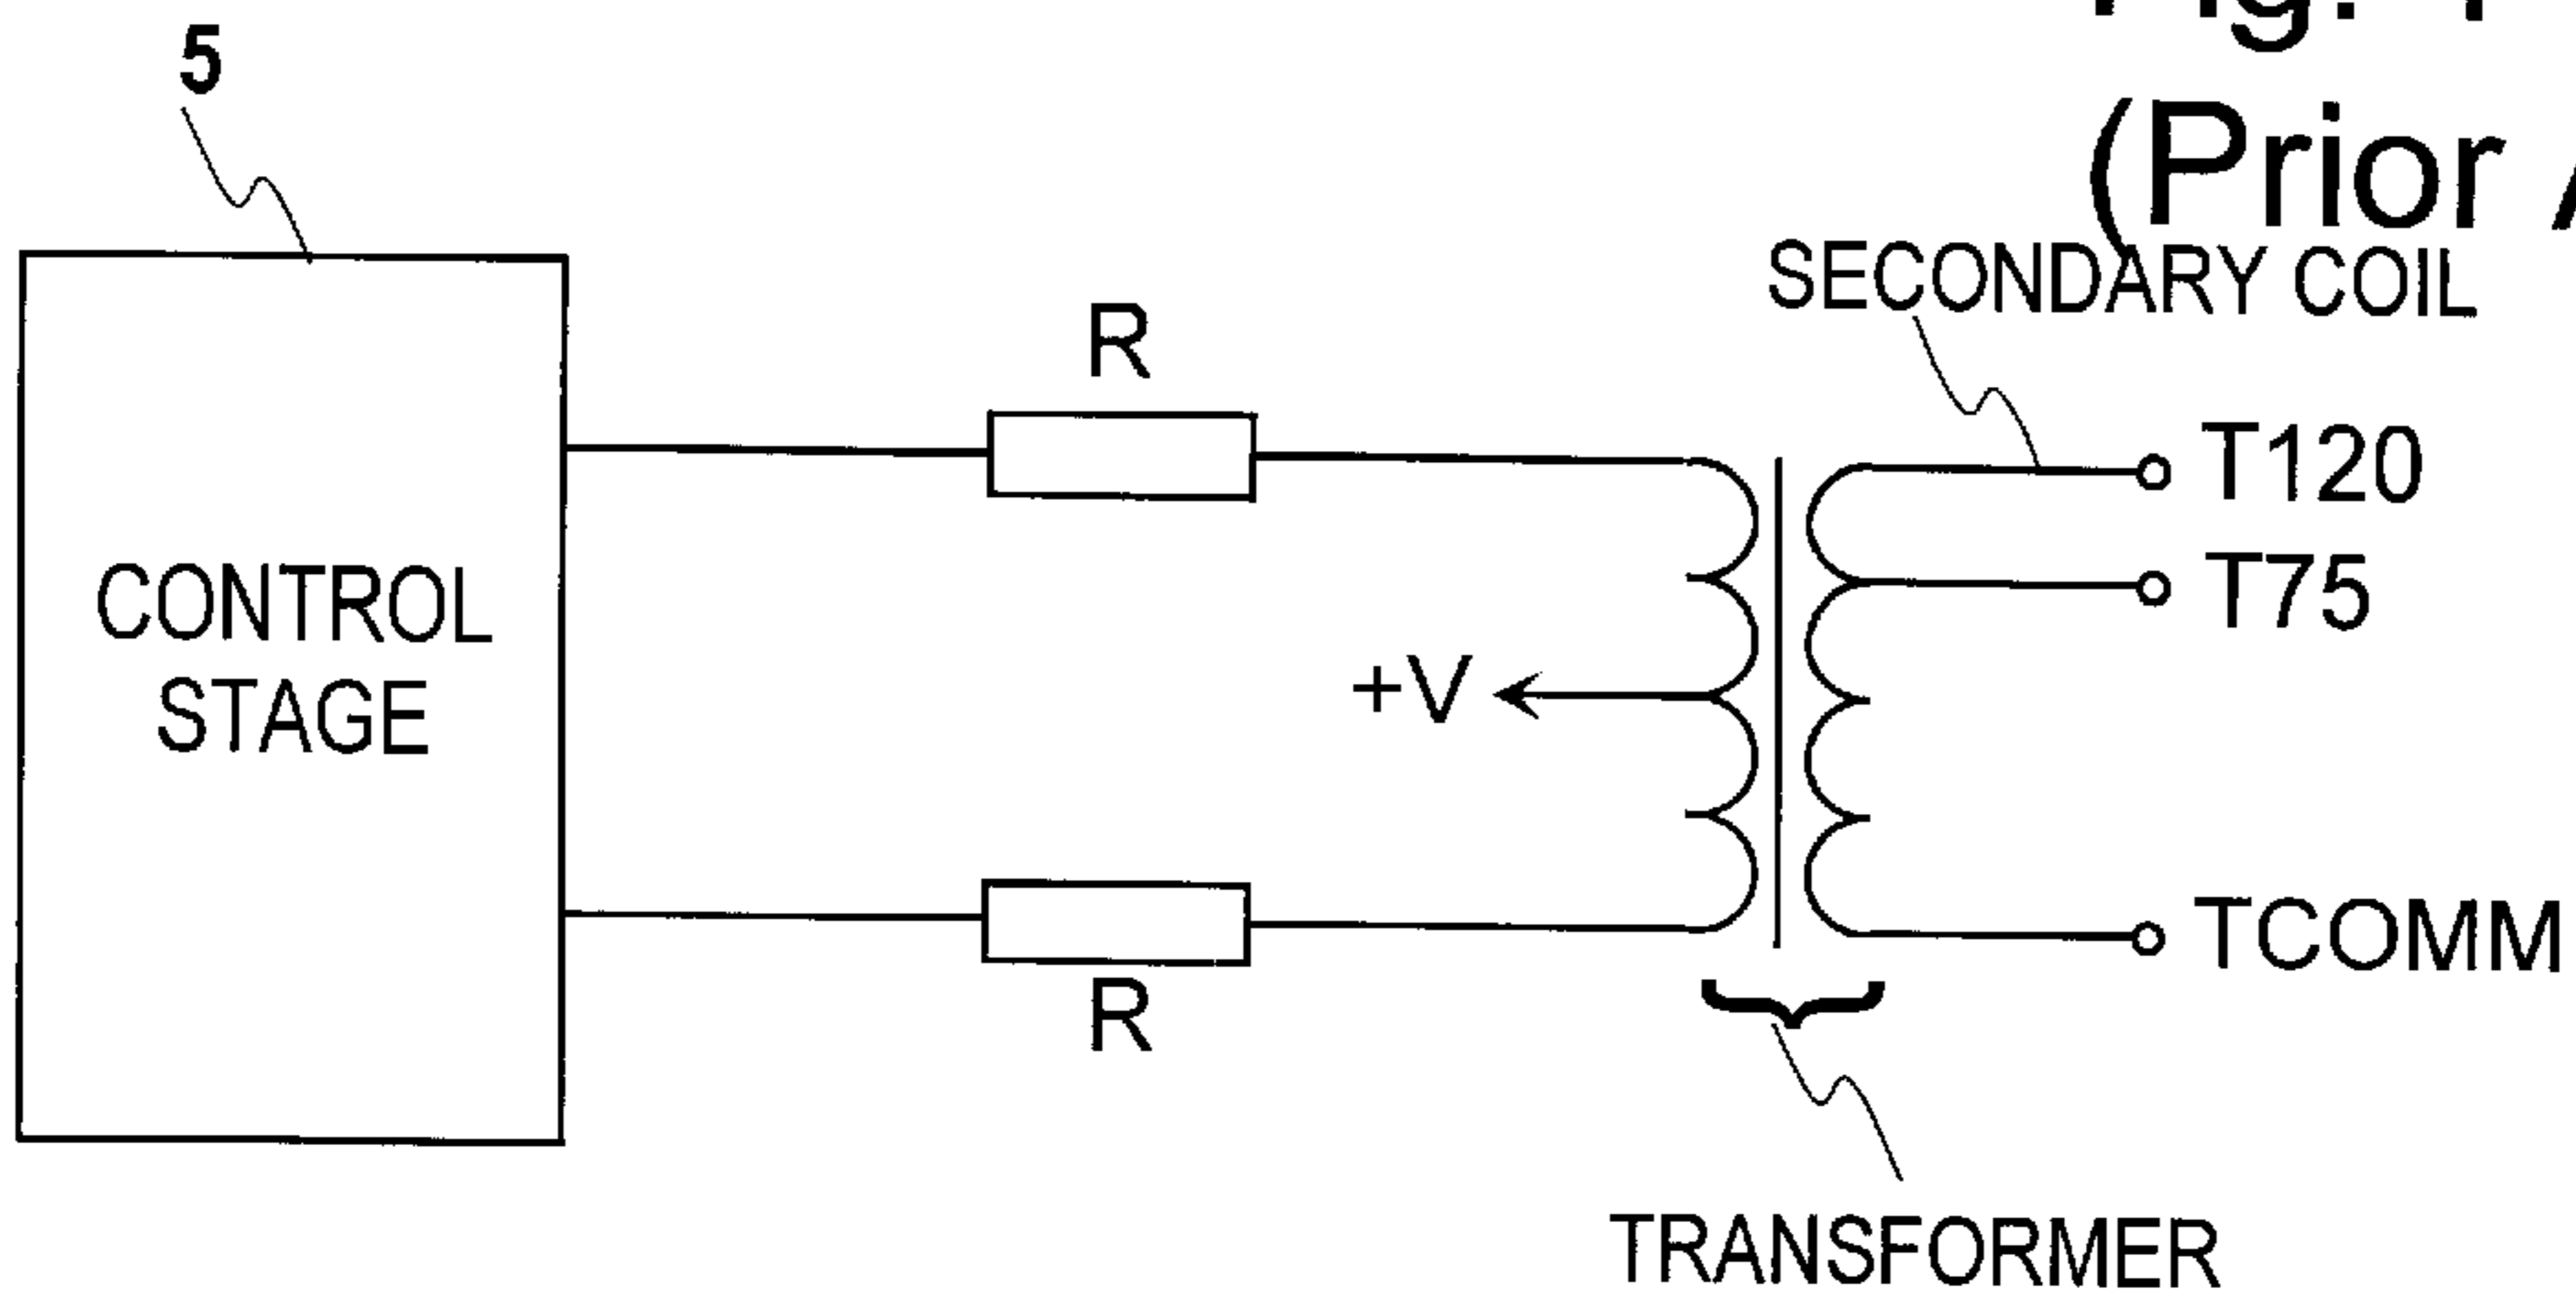 5
(Prior
SECONDARY COIL
R
T120
T75
CONTROL
STAGE
+V
TCOMM
R
TRANSFORMER